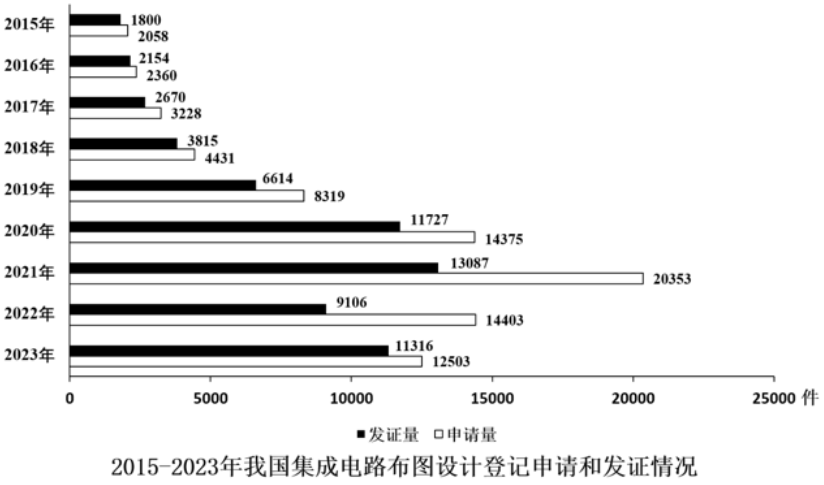 2015年
1800
2058
2016年
2154
2360
2017年
2670
3228
2018年
3815
4431
2019年
6614
8319
2020年
11727
14375
2021年
13087
20353
2022年
9106
14403
2023年
11316
12503
0 5000 10000 15000 20000 25000 件
发证量 申请量
2015-2023年我国集成电路布图设计登记申请和发证情况